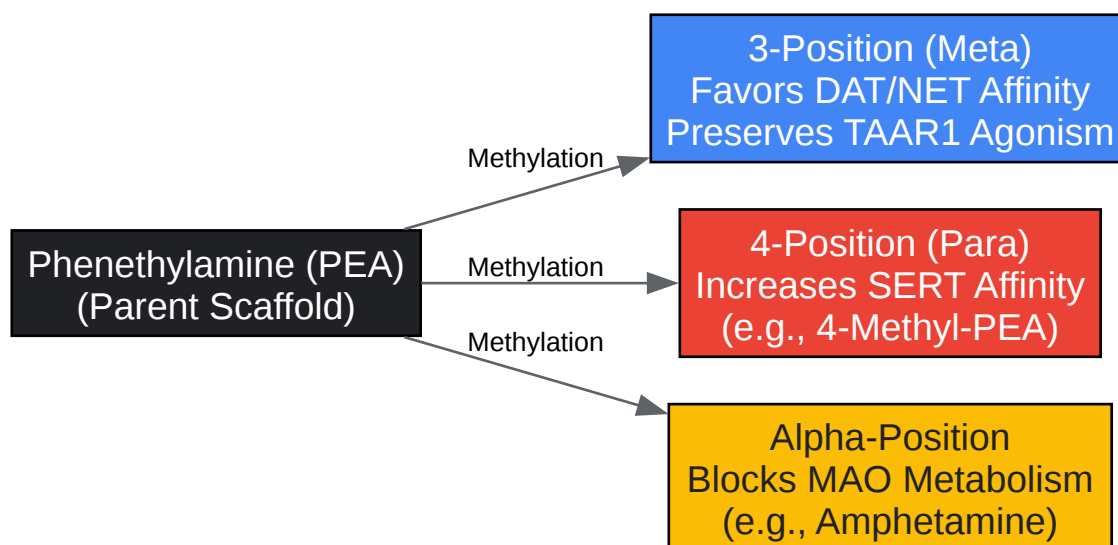 3-Position (Meta)
Favors DAT/NET Affinity
Preserves TAAR1 Agonism
Methylation
Phenethylamine (PEA)
(Parent Scaffold)
Methylation
4-Position (Para)
Increases SERT Affinity
(e.g., 4-Methyl-PEA)
Methylation
Alpha-Position
Blocks MAO Metabolism
(e.g., Amphetamine)